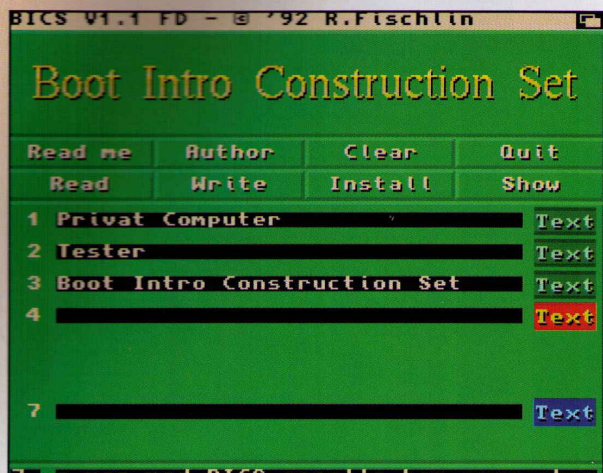 BICS V1.1 FD - © '92 R.Fischlin
Boot Intro Construction Set
Read me Author Clear Quit
Read Write Install Show
1 Privat Computer Text
2 Tester Text
3 Boot Intro Construction Set Text
4 Text
7 Text